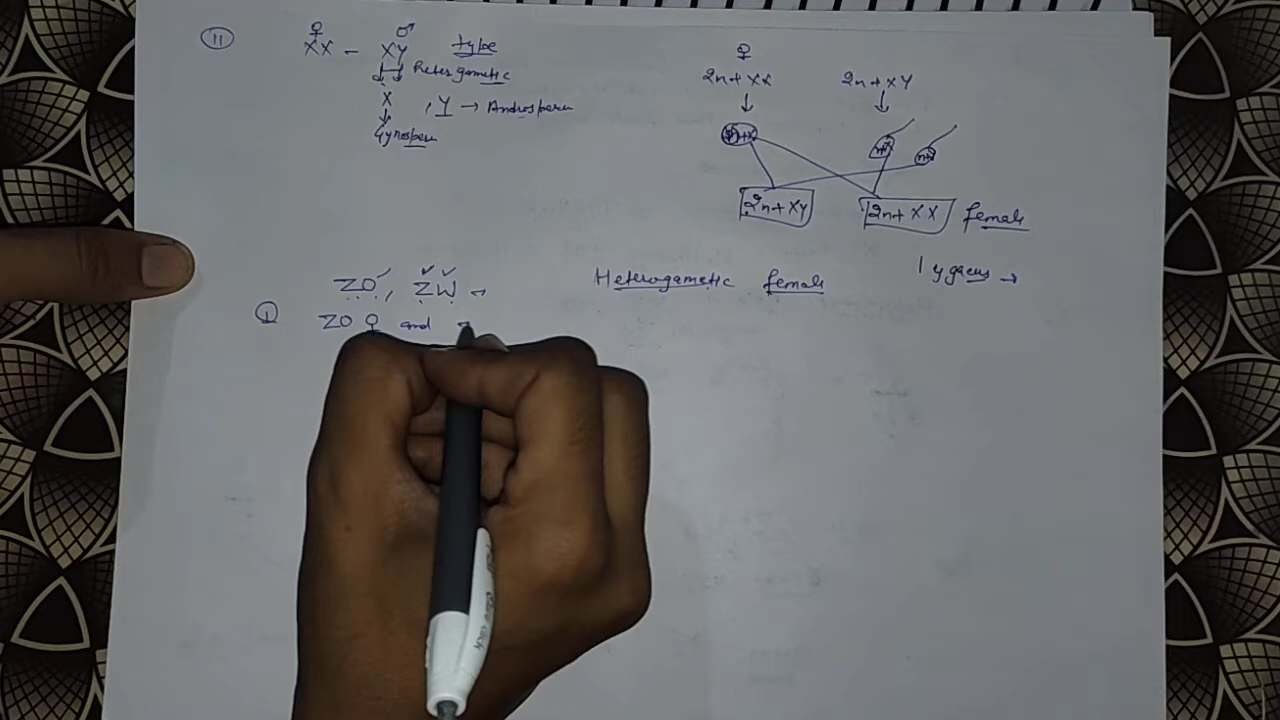 (11) ♀ XX – ♂ XY type
Heterogametic
X , Y → Androsperm
Gynosperm
♀
2n+XX 2n+XY
2n+XY 2n+XX female
ZO, ZW → Heterogametic female lygaeus →
① ZO ♀ and